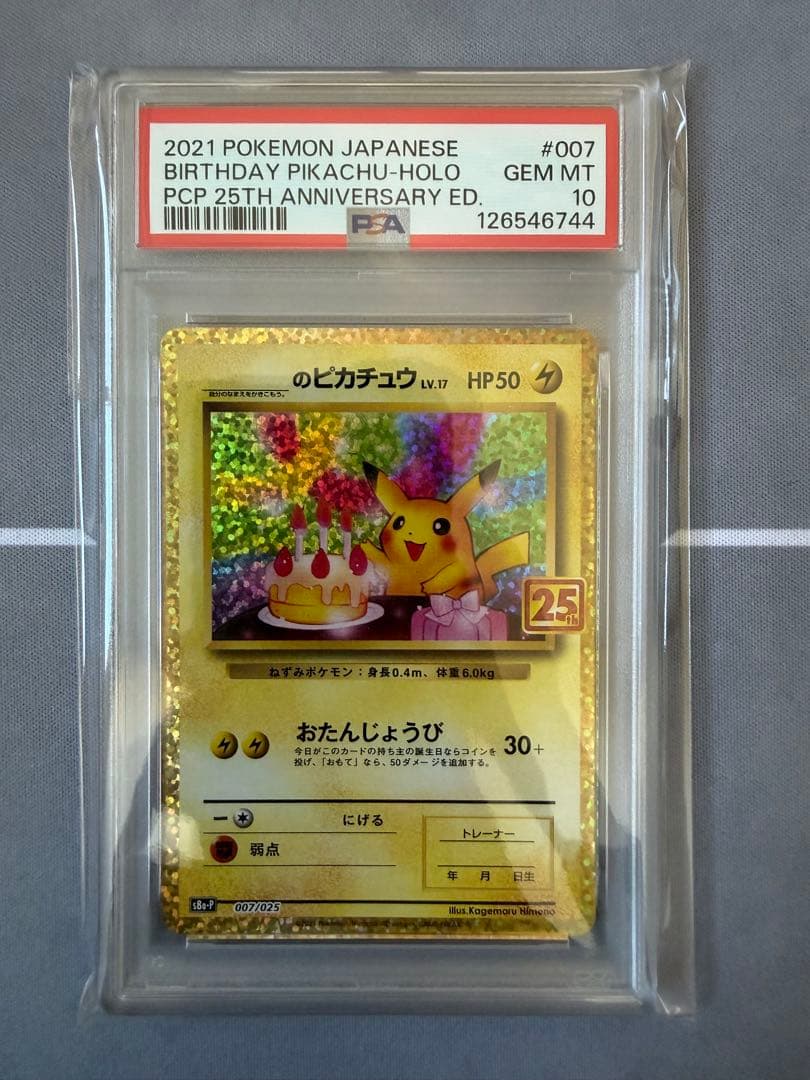 2021 POKEMON JAPANESE #007
BIRTHDAY PIKACHU-HOLO GEM MT
PCP 25TH ANNIVERSARY ED. 10
PSA 126546744
のピカチュウ LV.17 HP50
自分のなまえをかきこもう。
25th
ねずみポケモン：身長0.4m、体重6.0kg
おたんじょうび 30+
今日がこのカードの持ち主の誕生日ならコインを
投げ、「おもて」なら、50ダメージを追加する。
にげる
弱点
トレーナー
年 月 日生
s8a-P 007/025
illus.Kagemaru Himeno